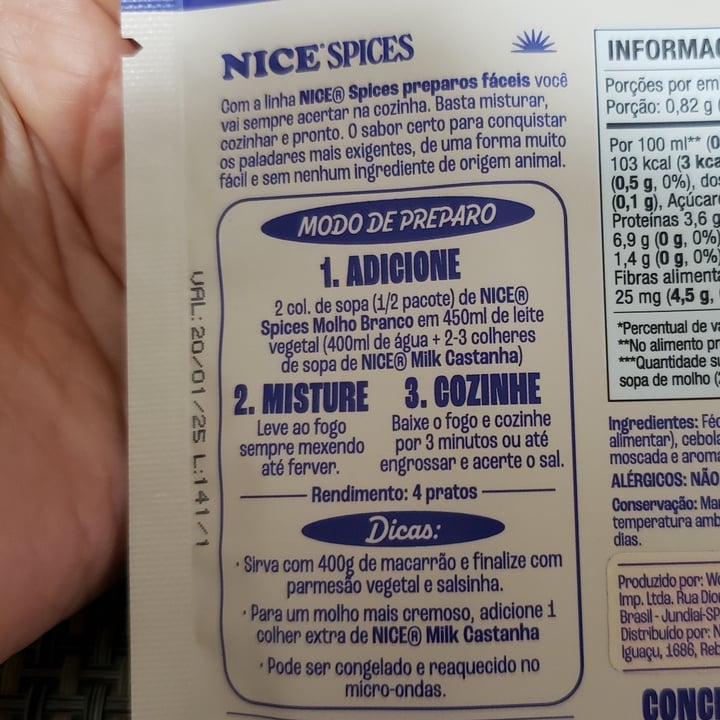 NICE® SPICES
Com a linha NICE® Spices preparos fáceis você
vai sempre acertar na cozinha. Basta misturar,
cozinhar e pronto. O sabor certo para conquistar
os paladares mais exigentes, de uma forma muito
fácil e sem nenhum ingrediente de origem animal.
MODO DE PREPARO
1. ADICIONE
2 col. de sopa (1/2 pacote) de NICE®
Spices Molho Branco em 450ml de leite
vegetal (400ml de água + 2-3 colheres
de sopa de NICE® Milk Castanha)
2. MISTURE
Leve ao fogo
sempre mexendo
até ferver.
3. COZINHE
Baixe o fogo e cozinhe
por 3 minutos ou até
engrossar e acerte o sal.
Rendimento: 4 pratos
Dicas:
· Sirva com 400g de macarrão e finalize com
parmesão vegetal e salsinha.
· Para um molho mais cremoso, adicione 1
colher extra de NICE® Milk Castanha
· Pode ser congelado e reaquecido no
micro-ondas.
VAL: 20/01/25 L:141/1
Porções por em
Porção: 0,82 g
Por 100 ml** (0
103 kcal (3 kca
(0,5 g, 0%),
(0,1 g),
Proteínas 3,6 g
6,9 g (0 g, 0%)
1,4 g (0 g, 0%)
Fibras
25 mg (4,5 g,
*Percentual de
**No alimento
***Quantidade
sopa de molho
Ingredientes:
alimentar),
moscada e
ALÉRGICOS: NÃO
Conservação:
temperatura
dias.
Produzido por:
Imp. Ltda. Rua
Brasil - Jundiaí-SP
Distribuído por:
Iguaçu, 1686,